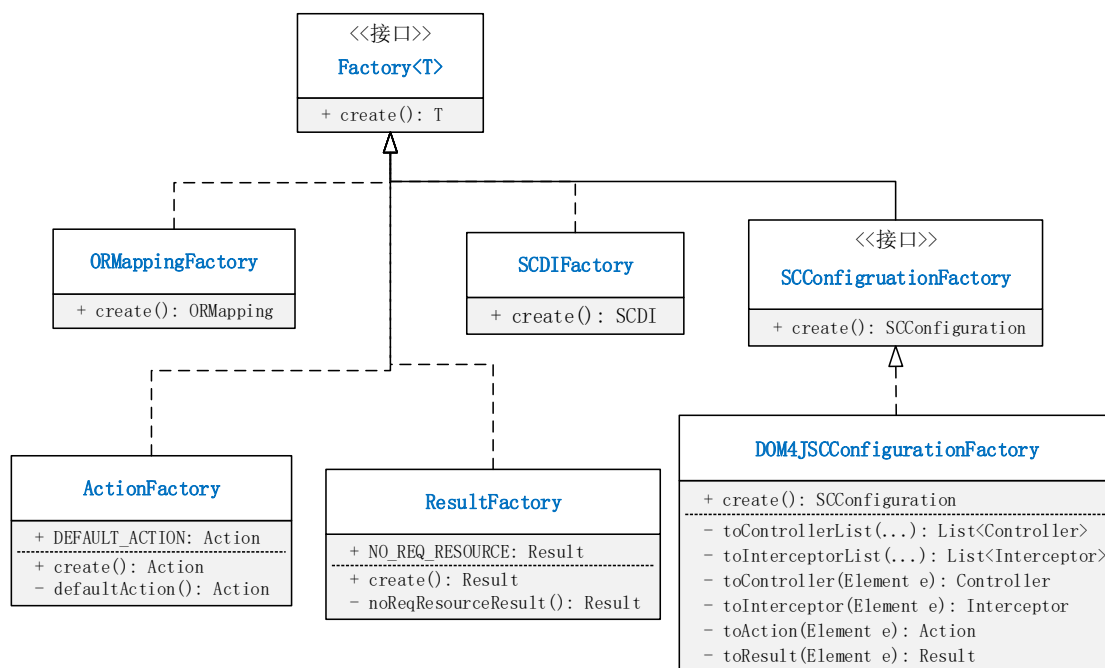 <<接口>>
Factory<T>
+ create(): T
ORMappingFactory
+ create(): ORMapping
SCDIFactory
+ create(): SCDI
<<接口>>
SCConfigruationFactory
+ create(): SCConfiguration
ActionFactory
+ DEFAULT_ACTION: Action
+ create(): Action
- defaultAction(): Action
ResultFactory
+ NO_REQ_RESOURCE: Result
+ create(): Result
- noReqResourceResult(): Result
DOM4JSCConfigurationFactory
+ create(): SCConfiguration
- toControllerList(...): List<Controller>
- toInterceptorList(...): List<Interceptor>
- toController(Element e): Controller
- toInterceptor(Element e): Interceptor
- toAction(Element e): Action
- toResult(Element e): Result